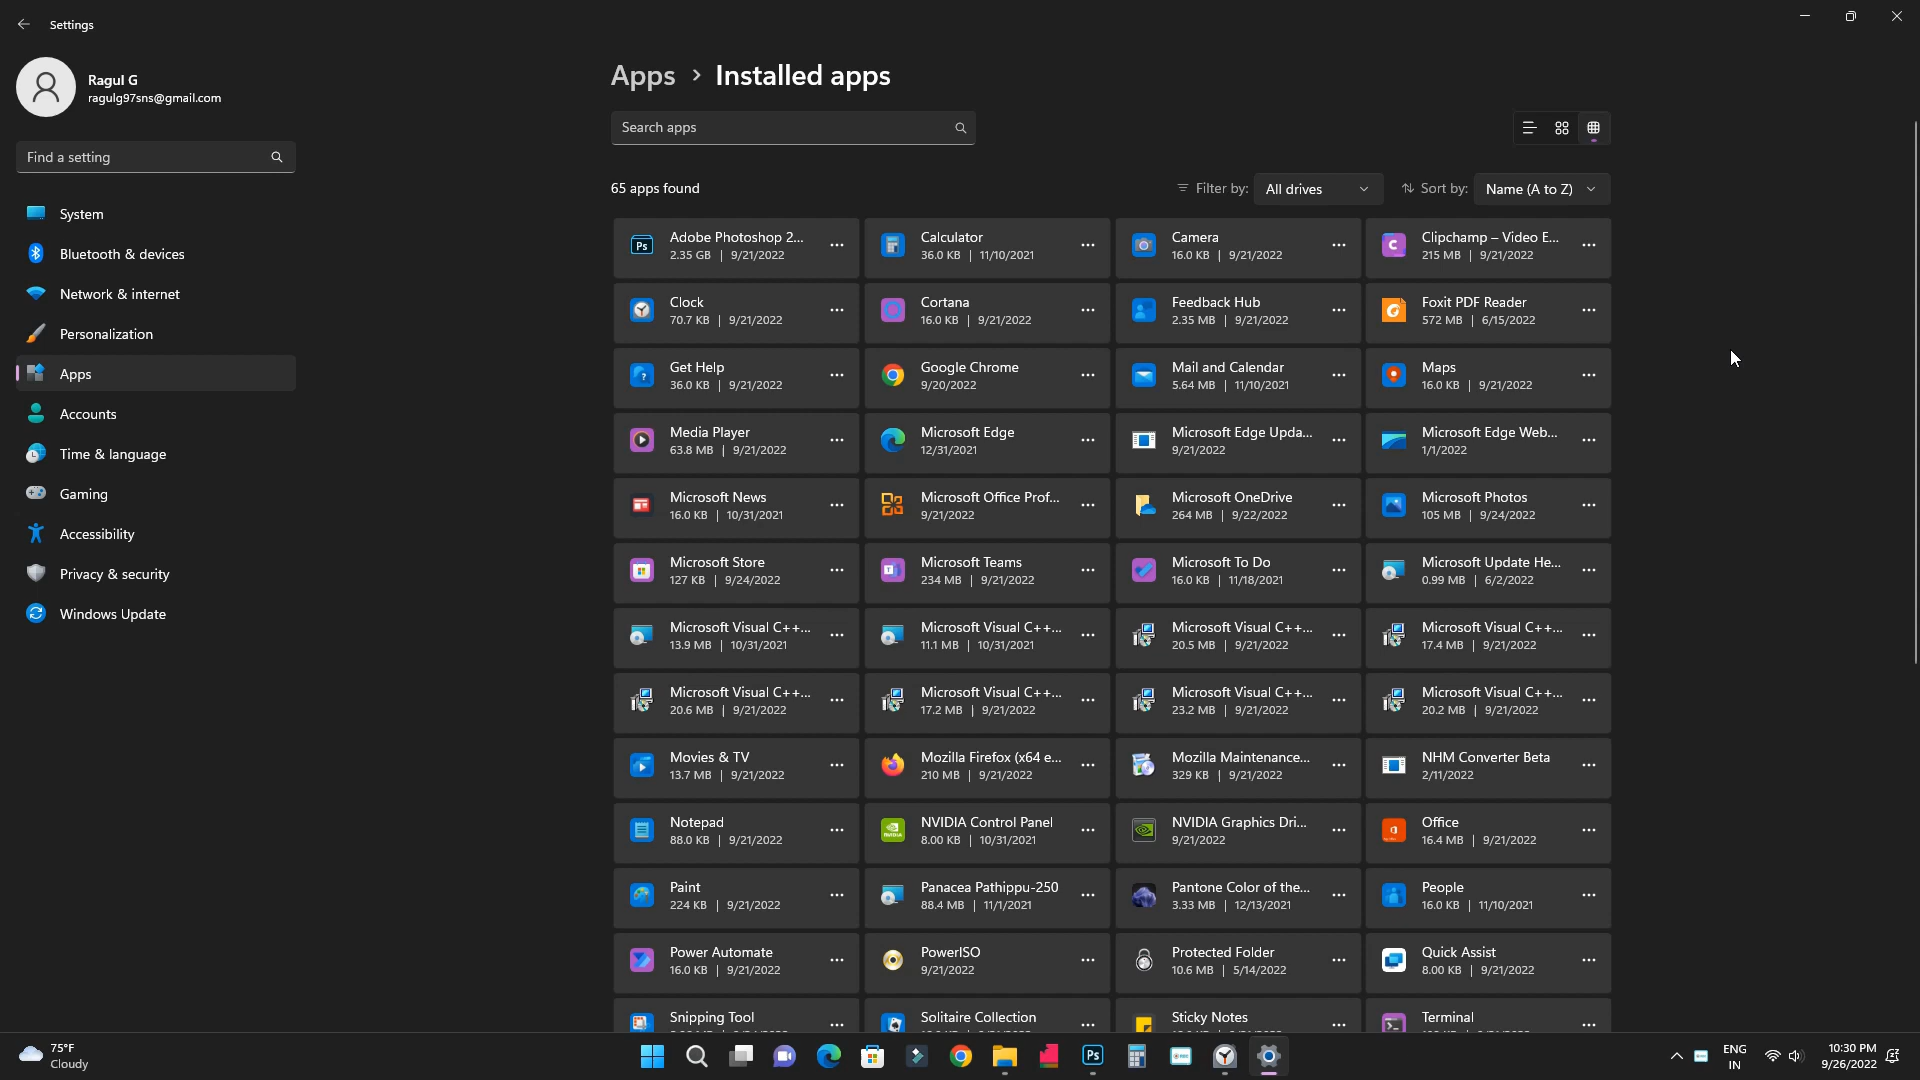 Settings
Ragul G
ragulg97sns@gmail.com
Find a setting
System
Bluetooth & devices
Network & internet
Personalization
Apps
Accounts
Time & language
Gaming
Accessibility
Privacy & security
Windows Update
Apps > Installed apps
Search apps
65 apps found
Filter by: All drives
Sort by: Name (A to Z)
Adobe Photoshop 2...
2.35 GB | 9/21/2022
Calculator
36.0 KB | 11/10/2021
Camera
16.0 KB | 9/21/2022
Clipchamp – Video E...
215 MB | 9/21/2022
Clock
70.7 KB | 9/21/2022
Cortana
16.0 KB | 9/21/2022
Feedback Hub
2.35 MB | 9/21/2022
Foxit PDF Reader
572 MB | 6/15/2022
Get Help
36.0 KB | 9/21/2022
Google Chrome
9/20/2022
Mail and Calendar
5.64 MB | 11/10/2021
Maps
16.0 KB | 9/21/2022
Media Player
63.8 MB | 9/21/2022
Microsoft Edge
12/31/2021
Microsoft Edge Upda...
9/21/2022
Microsoft Edge Web...
1/1/2022
Microsoft News
16.0 KB | 10/31/2021
Microsoft Office Prof...
9/21/2022
Microsoft OneDrive
264 MB | 9/22/2022
Microsoft Photos
105 MB | 9/24/2022
Microsoft Store
127 KB | 9/24/2022
Microsoft Teams
234 MB | 9/21/2022
Microsoft To Do
16.0 KB | 11/18/2021
Microsoft Update He...
0.99 MB | 6/2/2022
Microsoft Visual C++...
13.9 MB | 10/31/2021
Microsoft Visual C++...
11.1 MB | 10/31/2021
Microsoft Visual C++...
20.5 MB | 9/21/2022
Microsoft Visual C++...
17.4 MB | 9/21/2022
Microsoft Visual C++...
20.6 MB | 9/21/2022
Microsoft Visual C++...
17.2 MB | 9/21/2022
Microsoft Visual C++...
23.2 MB | 9/21/2022
Microsoft Visual C++...
20.2 MB | 9/21/2022
Movies & TV
13.7 MB | 9/21/2022
Mozilla Firefox (x64 e...
210 MB | 9/21/2022
Mozilla Maintenance...
329 KB | 9/21/2022
NHM Converter Beta
2/11/2022
Notepad
88.0 KB | 9/21/2022
NVIDIA Control Panel
8.00 KB | 10/31/2021
NVIDIA Graphics Dri...
9/21/2022
Office
16.4 MB | 9/21/2022
Paint
224 KB | 9/21/2022
Panacea Pathippu-250
88.4 MB | 11/1/2021
Pantone Color of the...
3.33 MB | 12/13/2021
People
16.0 KB | 11/10/2021
Power Automate
16.0 KB | 9/21/2022
PowerISO
9/21/2022
Protected Folder
10.6 MB | 5/14/2022
Quick Assist
8.00 KB | 9/21/2022
Snipping Tool
Solitaire Collection
Sticky Notes
Terminal
75°F
Cloudy
Ps
ENG
IN
10:30 PM
9/26/2022